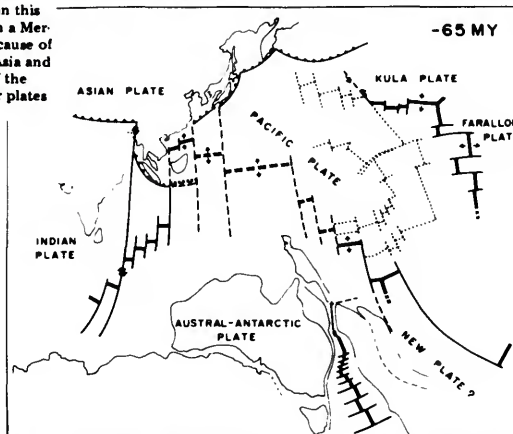 n this
n a Mer-
cause of
Asia and
f the
r plates
-65 MY
ASIAN PLATE
KULA PLATE
FARALLO
PLAT
PACIFIC
PLATE
INDIAN
PLATE
AUSTRAL-ANTARCTIC
PLATE
NEW PLATE ?